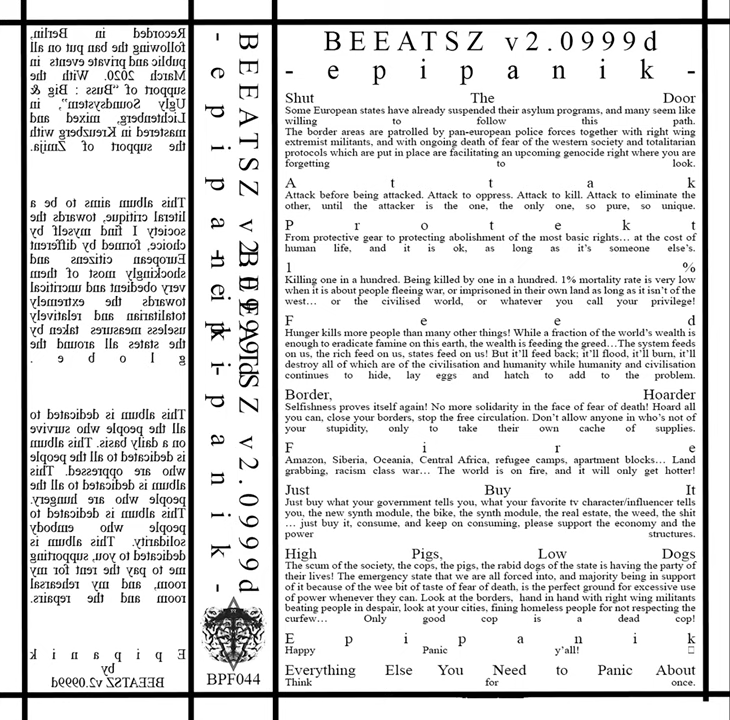 Recorded in Berlin,
following the ban put on all
public and private events in
March 2020. With the
support of “Buss : Big &
Ugly Soundsystem”, in
Lichtenberg, mixed and
mastered in Kreuzberg with
the support of Zmija.
This album aims to be a
literal critique, towards the
society I find myself by
choice, formed by different
European citizens and
shockingly most of them
very obedient and uncritical
towards the extremely
totalitarian and relatively
useless measures taken by
the states all around the
g l o b e .
This album is dedicated to
all the people who survive
on a daily basis. This album
is dedicated to all the people
who are oppressed. This
album is dedicated to all the
people who are hungery.
This album is dedicated to
people who embody
solidarity. This album is
dedicated to you, supporting
me to pay the rent for my
room, and my rehearsal
room and the repairs.
E p i p a n i k
by
BEEATSZ v2.0999d
BEEATSZ v2.0999d
- e p i p a n i k -
BEEATSZ v2.0999d
- e p i p a n i k -
BPF044
BEEATSZ v2.0999d
- e p i p a n i k -
Shut The Door
Some European states have already suspended their asylum programs, and many seem like
willing to follow this path.
The border areas are patrolled by pan-european police forces together with right wing
extremist militants, and with ongoing death of fear of the western society and totalitarian
protocols which are put in place are facilitating an upcoming genocide right where you are
forgetting to look.
A t t a k
Attack before being attacked. Attack to oppress. Attack to kill. Attack to eliminate the
other, until the attacker is the one, the only one, so pure, so unique.
P r o t e k t
From protective gear to protecting abolishment of the most basic rights… at the cost of
human life, and it is ok, as long as it’s someone else’s.
1 %
Killing one in a hundred. Being killed by one in a hundred. 1% mortality rate is very low
when it is about people fleeing war, or imprisoned in their own land as long as it isn’t of the
west… or the civilised world, or whatever you call your privilege!
F e e d
Hunger kills more people than many other things! While a fraction of the world’s wealth is
enough to eradicate famine on this earth, the wealth is feeding the greed…The system feeds
on us, the rich feed on us, states feed on us! But it’ll feed back; it’ll flood, it’ll burn, it’ll
destroy all of which are of the civilisation and humanity while humanity and civilisation
continues to hide, lay eggs and hatch to add to the problem.
Border, Hoarder
Selfishness proves itself again! No more solidarity in the face of fear of death! Hoard all
you can, close your borders, stop the free circulation. Don’t allow anyone in who’s not of
your stupidity, only to take their own cache of supplies.
F i r e
Amazon, Siberia, Oceania, Central Africa, refugee camps, apartment blocks… Land
grabbing, racism class war… The world is on fire, and it will only get hotter!
Just Buy It
Just buy what your government tells you, what your favorite tv character/influencer tells
you, the new synth module, the bike, the synth module, the real estate, the weed, the shit
… just buy it, consume, and keep on consuming, please support the economy and the
power structures.
High Pigs, Low Dogs
The scum of the society, the cops, the pigs, the rabid dogs of the state is having the party of
their lives! The emergency state that we are all forced into, and majority being in support
of it because of the wee bit of taste of fear of death, is the perfect ground for excessive use
of power whenever they can. Look at the borders, hand in hand with right wing militants
beating people in despair, look at your cities, fining homeless people for not respecting the
curfew… Only good cop is a dead cop!
E p i p a n i k
Happy Panic y’all! □
Everything Else You Need to Panic About
Think for once.